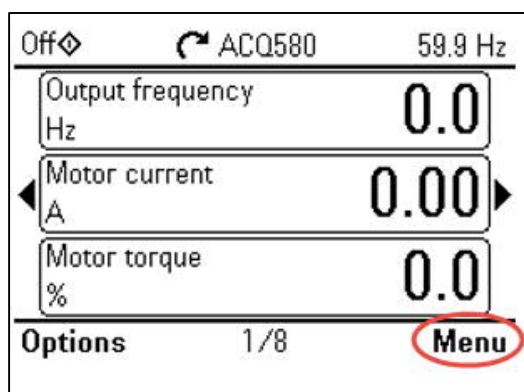 Off ACQ580 59.9 Hz
Output frequency
Hz 0.0
Motor current
A 0.00
Motor torque
% 0.0
Options 1/8 Menu